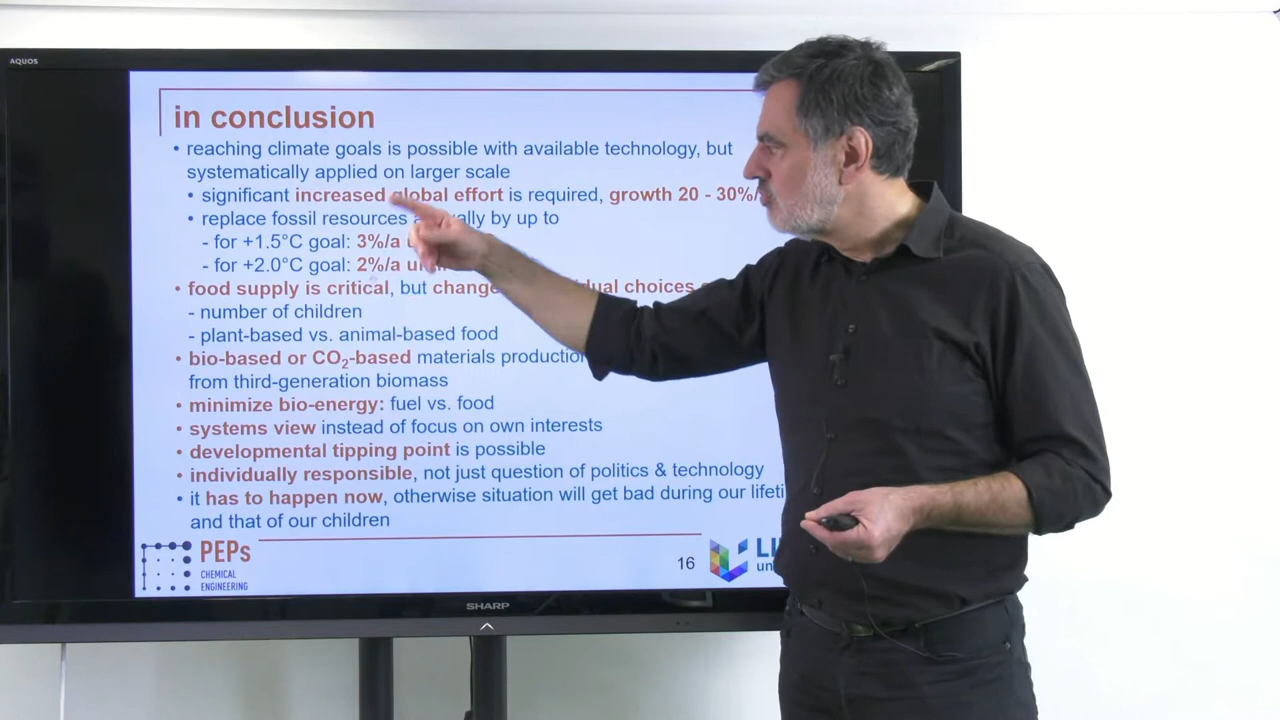 AQUOS
in conclusion
• reaching climate goals is possible with available technology, but
systematically applied on larger scale
• significant increased global effort is required, growth 20 - 30%/
• replace fossil resources by up to
- for +1.5°C goal: 3%/a
- for +2.0°C goal: 2%/a
• food supply is critical, but choices
- number of children
- plant-based vs. animal-based food
• bio-based or CO₂-based materials
from third-generation biomass
• minimize bio-energy: fuel vs. food
• systems view instead of focus on own interests
• developmental tipping point is possible
• individually responsible, not just question of politics & technology
• it has to happen now, otherwise situation will get bad during our
and that of our children
PEPs
CHEMICAL
ENGINEERING
16
SHARP